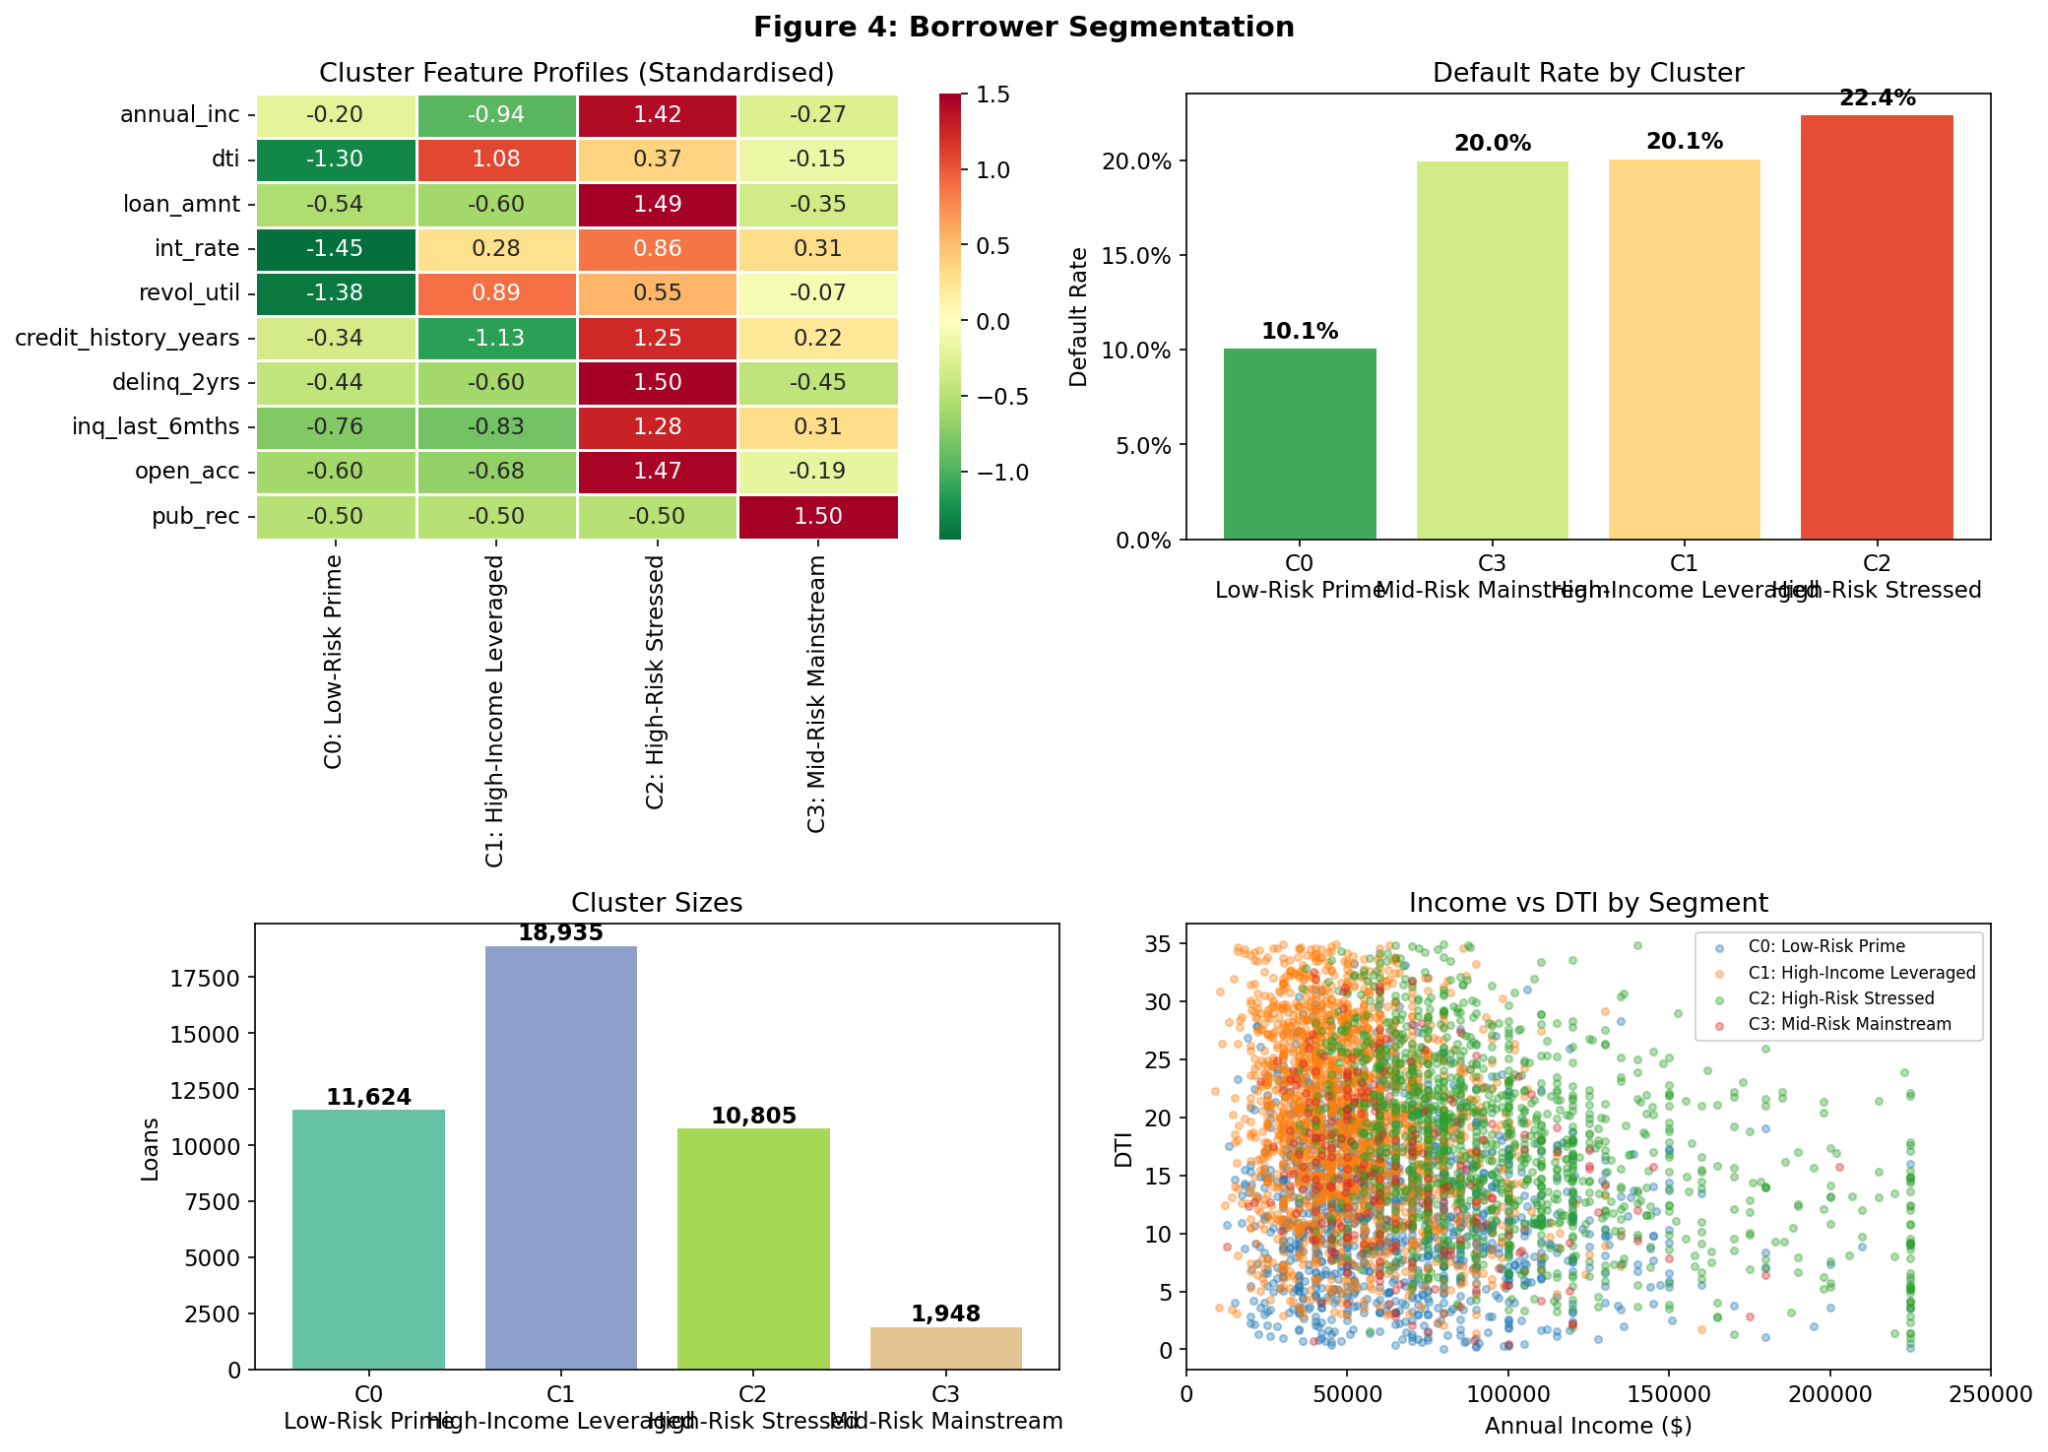 Figure 4: Borrower Segmentation
Cluster Feature Profiles (Standardised)
annual_inc -0.20 -0.94 1.42 -0.27
dti -1.30 1.08 0.37 -0.15
loan_amnt -0.54 -0.60 1.49 -0.35
int_rate -1.45 0.28 0.86 0.31
revol_util -1.38 0.89 0.55 -0.07
credit_history_years -0.34 -1.13 1.25 0.22
delinq_2yrs -0.44 -0.60 1.50 -0.45
inq_last_6mths -0.76 -0.83 1.28 0.31
open_acc -0.60 -0.68 1.47 -0.19
pub_rec -0.50 -0.50 -0.50 1.50
C0: Low-Risk Prime
C1: High-Income Leveraged
C2: High-Risk Stressed
C3: Mid-Risk Mainstream
1.5
1.0
0.5
0.0
−0.5
−1.0
Default Rate by Cluster
Default Rate
20.0%
15.0%
10.0%
5.0%
0.0%
10.1%
20.0%
20.1%
22.4%
C0
Low-Risk Prime
C3
Mid-Risk Mainstream
C1
High-Income Leveraged
C2
High-Risk Stressed
Cluster Sizes
Loans
17500
15000
12500
10000
7500
5000
2500
0
11,624
18,935
10,805
1,948
C0
Low-Risk Prime
C1
High-Income Leveraged
C2
High-Risk Stressed
C3
Mid-Risk Mainstream
Income vs DTI by Segment
DTI
35
30
25
20
15
10
5
0
C0: Low-Risk Prime
C1: High-Income Leveraged
C2: High-Risk Stressed
C3: Mid-Risk Mainstream
0 50000 100000 150000 200000 250000
Annual Income ($)